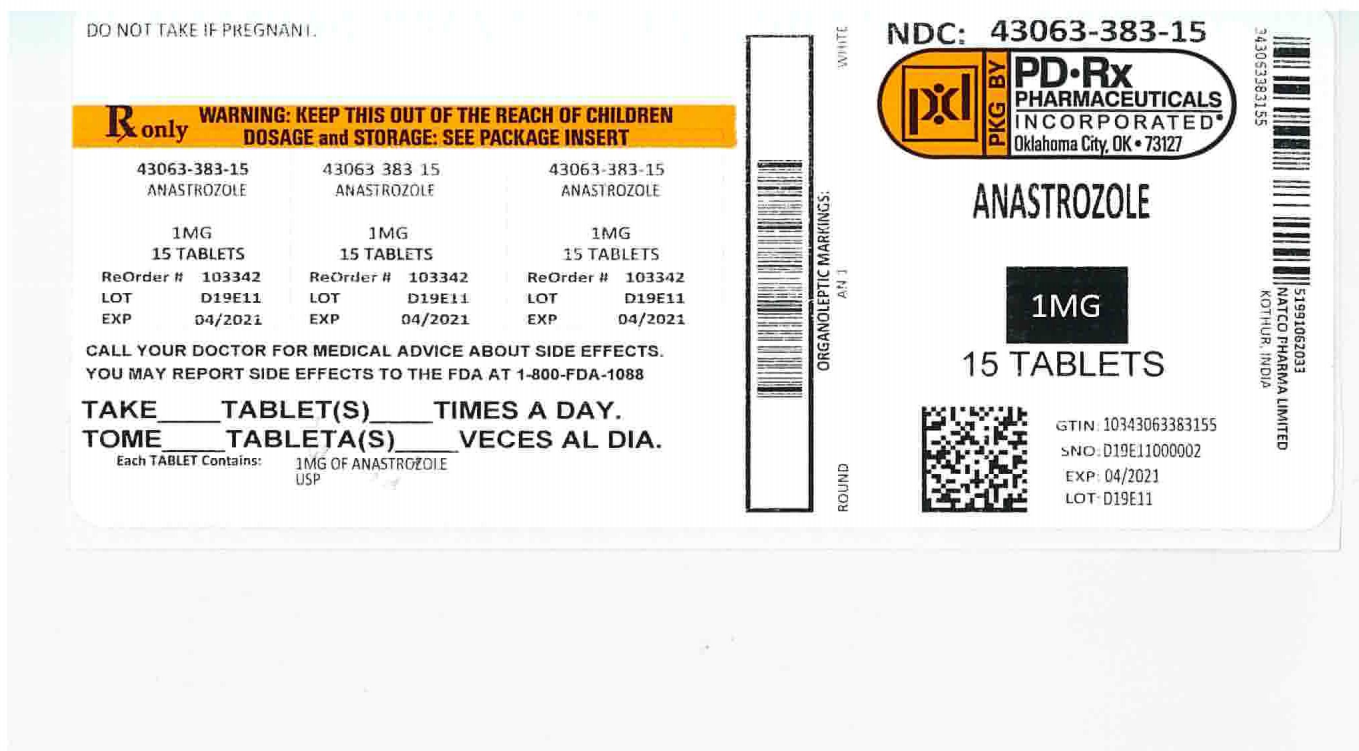 DO NOT TAKE IF PREGNANT.
Rx only
WARNING: KEEP THIS OUT OF THE REACH OF CHILDREN
DOSAGE and STORAGE: SEE PACKAGE INSERT
43063-383-15 43063 383 15 43063-383-15
ANASTROZOLE ANASTROZOLE ANASTROZOLE
1MG 1MG 1MG
15 TABLETS 15 TABLETS 15 TABLETS
ReOrder # 103342 ReOrder # 103342 ReOrder # 103342
LOT D19E11 LOT D19E11 LOT D19E11
EXP 04/2021 EXP 04/2021 EXP 04/2021
CALL YOUR DOCTOR FOR MEDICAL ADVICE ABOUT SIDE EFFECTS.
YOU MAY REPORT SIDE EFFECTS TO THE FDA AT 1-800-FDA-1088
TAKE____TABLET(S)____TIMES A DAY.
TOME____TABLETA(S)____VECES AL DIA.
Each TABLET Contains: 1MG OF ANASTROZOLE
USP
ORGANOLEPTIC MARKINGS:
ROUND AN 1 WHITE
NDC: 43063-383-15
pd
PKG BY
PD•Rx
PHARMACEUTICALS
INCORPORATED®
Oklahoma City, OK • 73127
ANASTROZOLE
1MG
15 TABLETS
GTIN: 10343063383155
SNO: D19E11000002
EXP: 04/2021
LOT: D19E11
343063383155
51991062033
NATCO PHARMA LIMITED
KOTHUR, INDIA